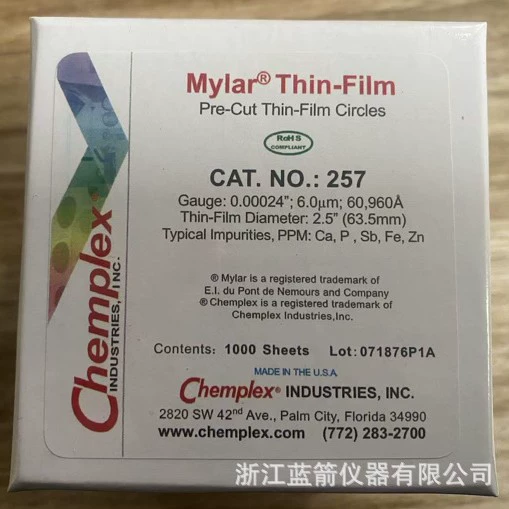 Chemplex®
INDUSTRIES, INC.
Mylar® Thin-Film
Pre-Cut Thin-Film Circles
RoHS
COMPLIANT
CAT. NO.: 257
Gauge: 0.00024"; 6.0µm; 60,960Å
Thin-Film Diameter: 2.5" (63.5mm)
Typical Impurities, PPM: Ca, P , Sb, Fe, Zn
® Mylar is a registered trademark of
E.I. du Pont de Nemours and Company
® Chemplex is a registered trademark of
Chemplex Industries,Inc.
Contents: 1000 Sheets Lot: 071876P1A
MADE IN THE U.S.A.
Chemplex® INDUSTRIES, INC.
2820 SW 42nd Ave., Palm City, Florida 34990
www.chemplex.com (772) 283-2700
浙江蓝箭仪器有限公司